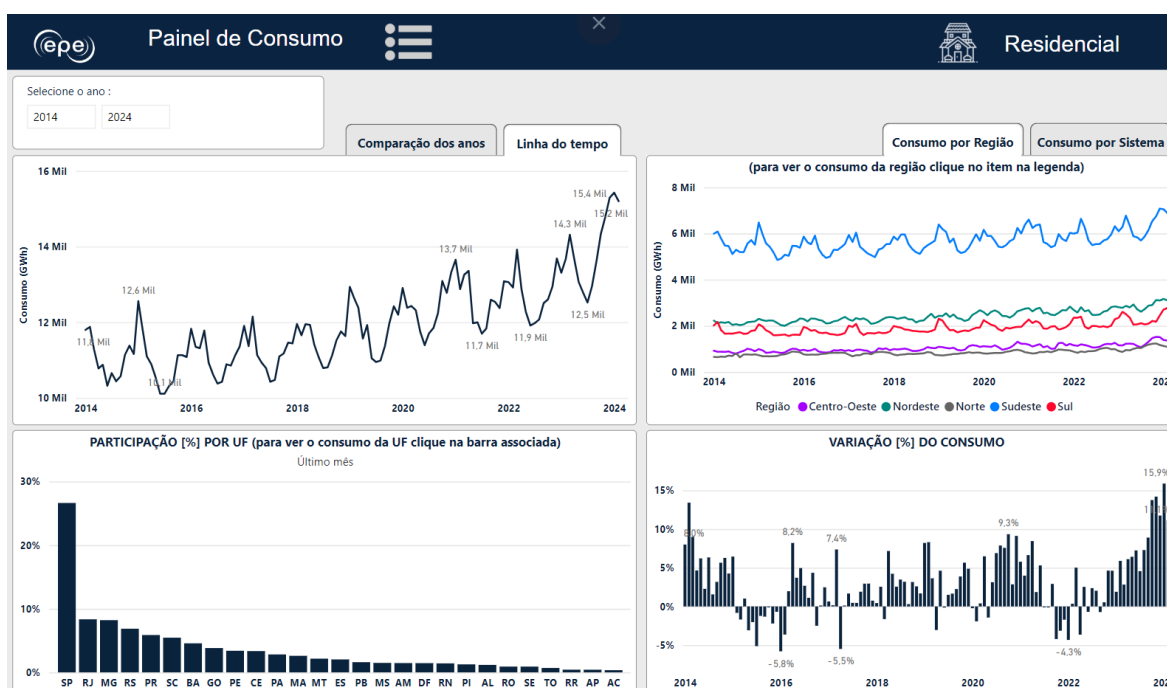 epe
Painel de Consumo
Residencial
Selecione o ano :
2014 2024
Comparação dos anos
Linha do tempo
Consumo por Região
Consumo por Sistema
16 Mil
14 Mil
12 Mil
10 Mil
Consumo (GWh)
11,8 Mil
12,6 Mil
10,1 Mil
13,7 Mil
11,7 Mil
11,9 Mil
14,3 Mil
12,5 Mil
15,4 Mil
15,2 Mil
2014 2016 2018 2020 2022 2024
(para ver o consumo da região clique no item na legenda)
8 Mil
6 Mil
4 Mil
2 Mil
0 Mil
Consumo (GWh)
2014 2016 2018 2020 2022
Região Centro-Oeste Nordeste Norte Sudeste Sul
PARTICIPAÇÃO [%] POR UF (para ver o consumo da UF clique na barra associada)
Último mês
30%
20%
10%
0%
SP RJ MG RS PR SC BA GO PE CE PA MA MT ES PB MS AM DF RN PI AL RO SE TO RR AP AC
VARIAÇÃO [%] DO CONSUMO
15%
10%
5%
0%
-5%
8,0%
-5,8%
8,2%
7,4%
-5,5%
9,3%
-4,3%
15,9%
2014 2016 2018 2020 2022